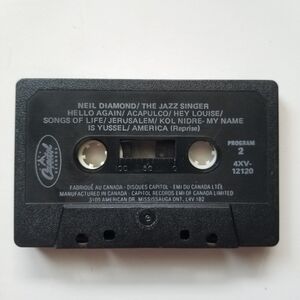 NEIL DIAMOND/THE JAZZ SINGER
HELLO AGAIN/ ACAPULCO/ HEY LOUISE/
SONGS OF LIFE/ JERUSALEM/ KOL NIDRE- MY NAME
IS YUSSEL/ AMERICA (Reprise)
PROGRAM
2
4XV-
12120
Capitol
FABRIQUÉ AU CANADA - DISQUES CAPITOL - EMI DU CANADA LTÉE
MANUFACTURED IN CANADA - CAPITOL RECORDS EMI OF CANADA LIMITED
3109 AMERICAN DR. MISSISSAUGA ONT. L4V 1B2